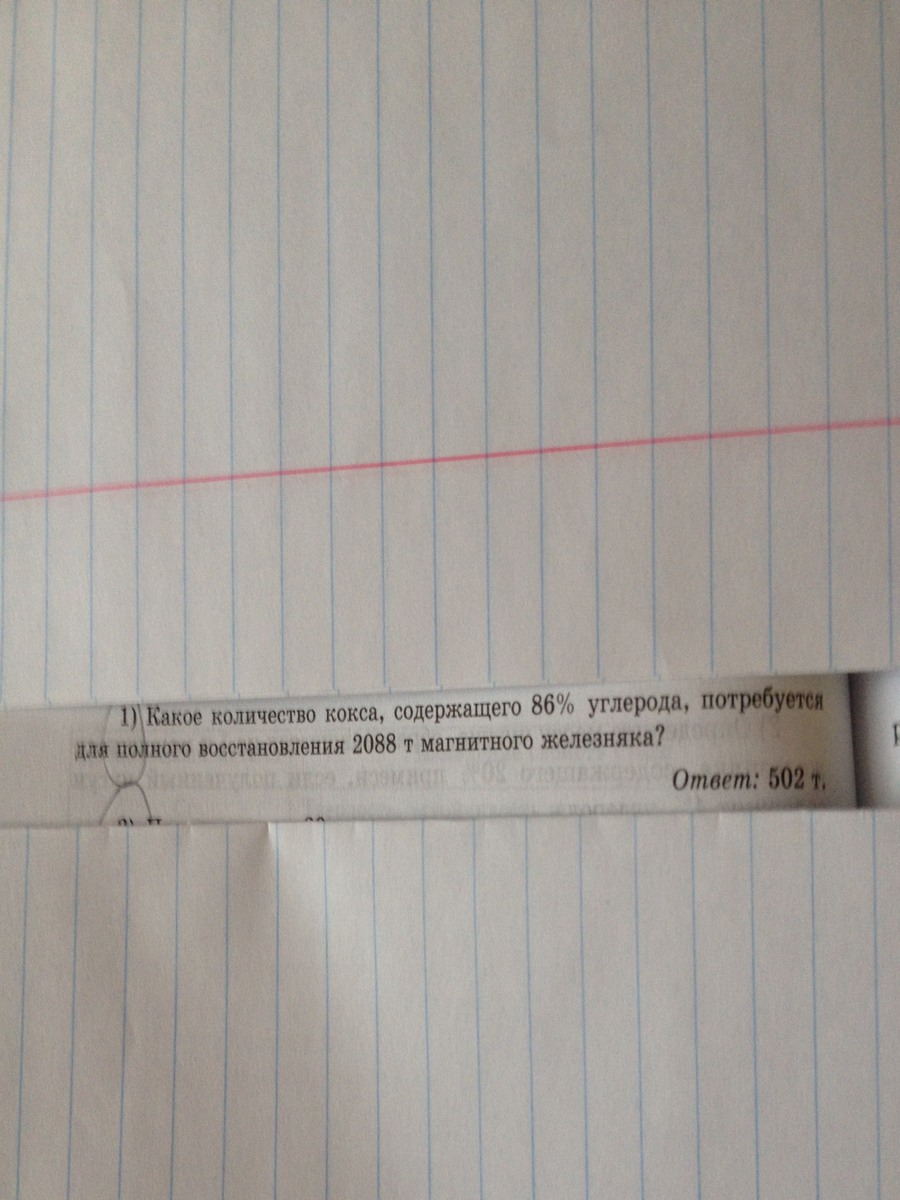 1) Какое количество кокса, содержащего 86% углерода, потребуется
для полного восстановления 2088 т магнитного железняка?
Ответ: 502 т.